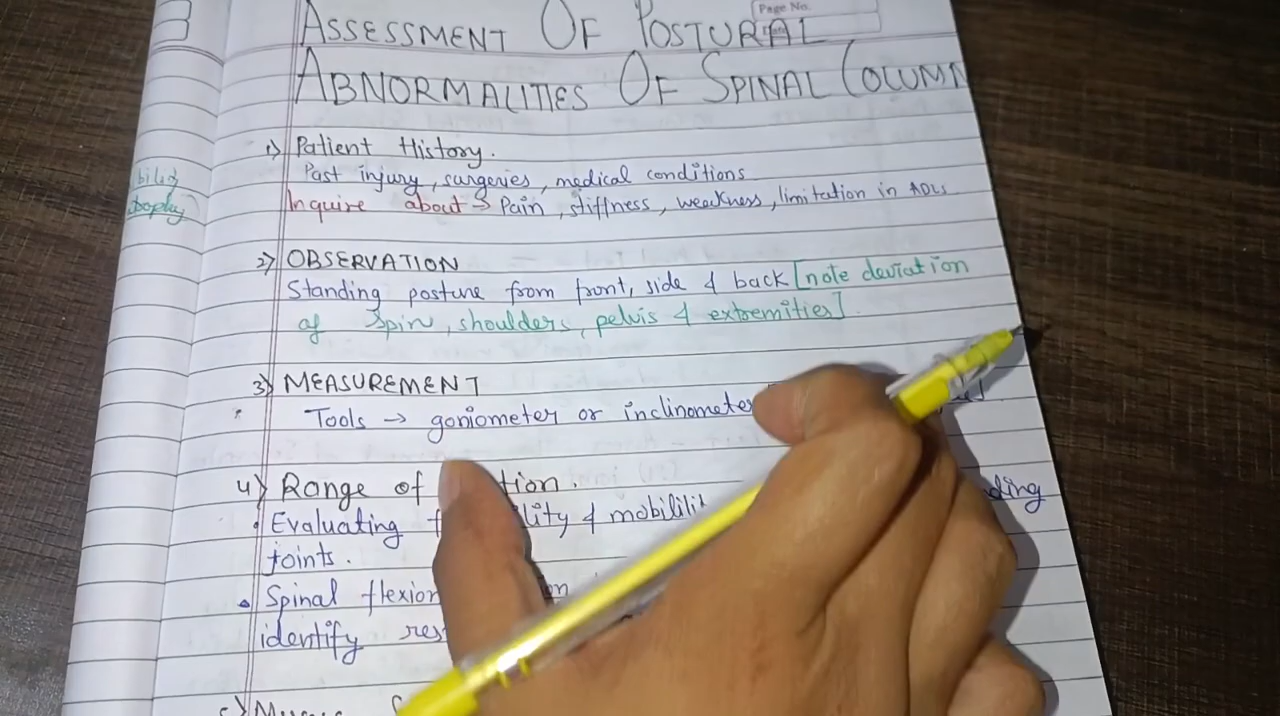 Page No.
ASSESSMENT OF POSTURAL
ABNORMALITIES OF SPINAL COLUMN
1) Patient History.
Past injury, surgeries, medical conditions
Inquire about → Pain, stiffness, weakness, limitation in ADLs
2) OBSERVATION
Standing posture from front, side & back [note deviation
of spin, shoulders, pelvis & extremities].
3) MEASUREMENT
Tools → goniometer or inclinometer
4) Range of
Evaluating & mobility
joints.
Spinal flexion
identify